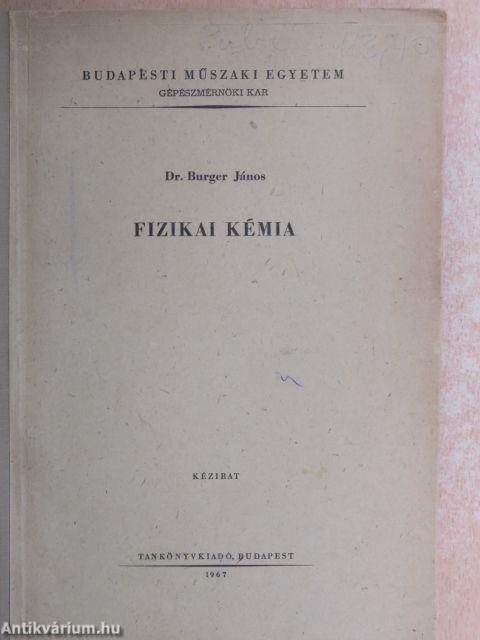 BUDAPESTI MŰSZAKI EGYETEM
GÉPÉSZMÉRNÖKI KAR
Dr. Burger János
FIZIKAI KÉMIA
KÉZIRAT
TANKÖNYVKIADÓ, BUDAPEST
1967
Antikvárium.hu